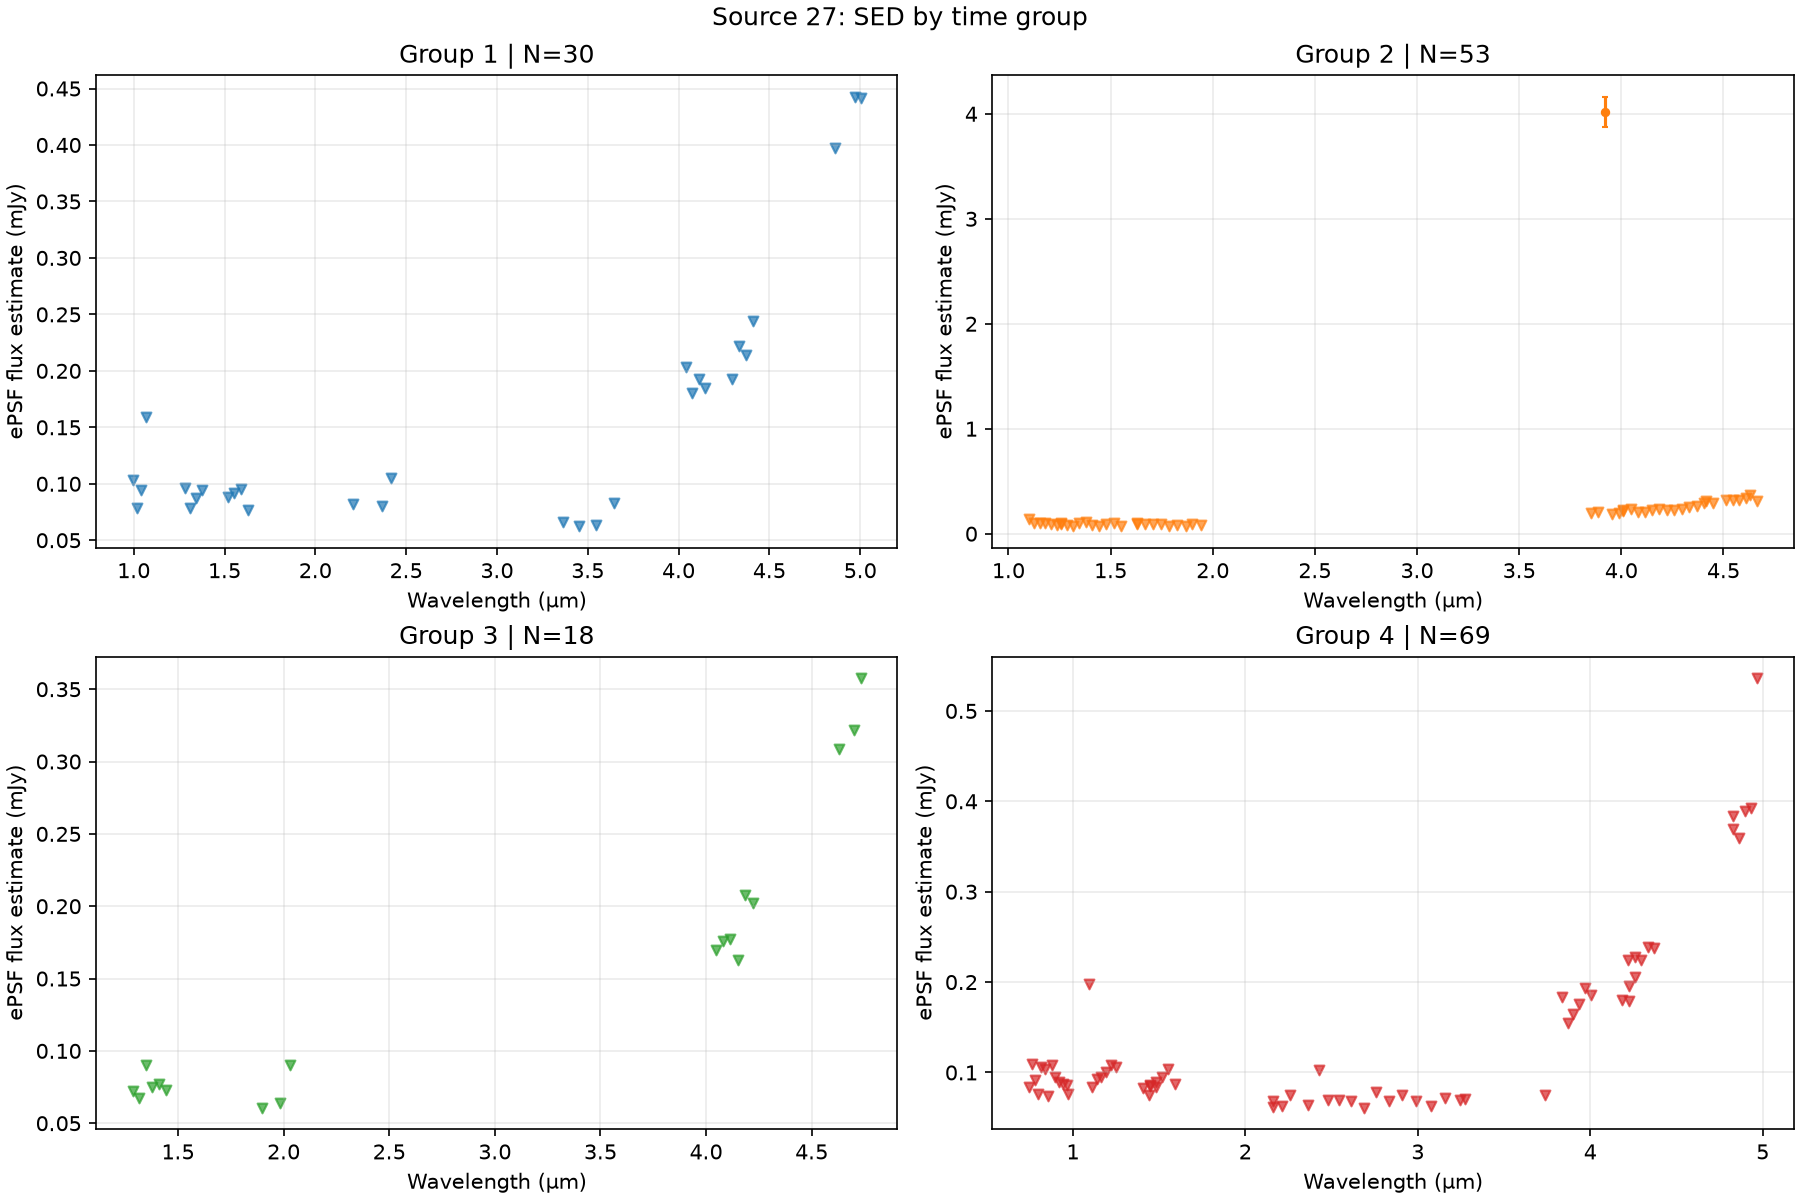 Source 27: SED by time group
Group 1 | N=30
ePSF flux estimate (mJy)
0.45
0.40
0.35
0.30
0.25
0.20
0.15
0.10
0.05
1.0 1.5 2.0 2.5 3.0 3.5 4.0 4.5 5.0
Wavelength (μm)
Group 2 | N=53
ePSF flux estimate (mJy)
4
3
2
1
0
1.0 1.5 2.0 2.5 3.0 3.5 4.0 4.5
Wavelength (μm)
Group 3 | N=18
ePSF flux estimate (mJy)
0.35
0.30
0.25
0.20
0.15
0.10
0.05
1.5 2.0 2.5 3.0 3.5 4.0 4.5
Wavelength (μm)
Group 4 | N=69
ePSF flux estimate (mJy)
0.5
0.4
0.3
0.2
0.1
1 2 3 4 5
Wavelength (μm)